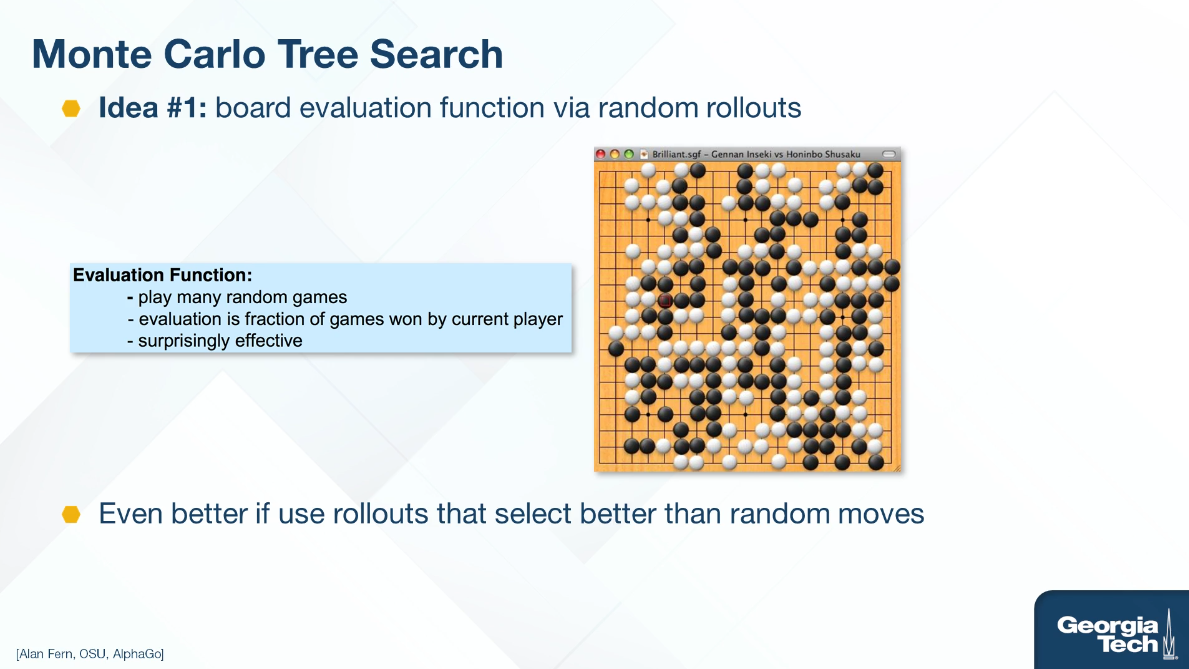 Monte Carlo Tree Search
Idea #1: board evaluation function via random rollouts
Brilliant.sgf - Gennan Inseki vs Honinbo Shusaku
Evaluation Function:
- play many random games
- evaluation is fraction of games won by current player
- surprisingly effective
Even better if use rollouts that select better than random moves
Georgia
Tech
[Alan Fern, OSU, AlphaGo]